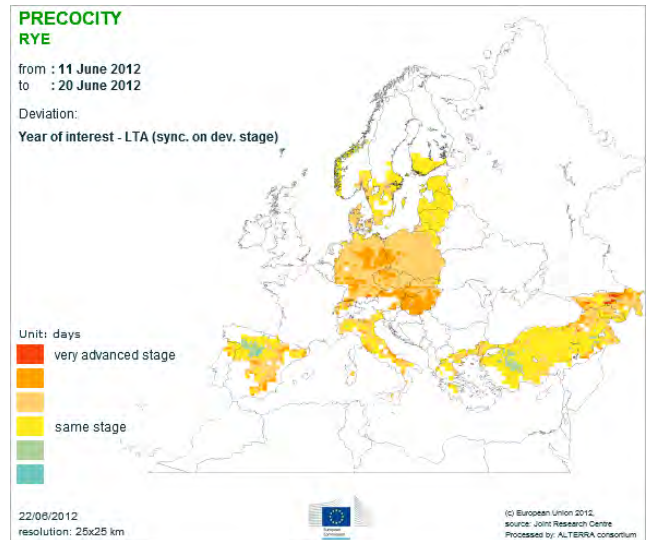 PRECOCITY
RYE
from : 11 June 2012
to : 20 June 2012
Deviation:
Year of interest - LTA (sync. on dev. stage)
Unit: days
very advanced stage
same stage
22/06/2012
resolution: 25x25 km
European
Commission
(c) European Union 2012,
source: Joint Research Centre
Processed by: ALTERRA consortium